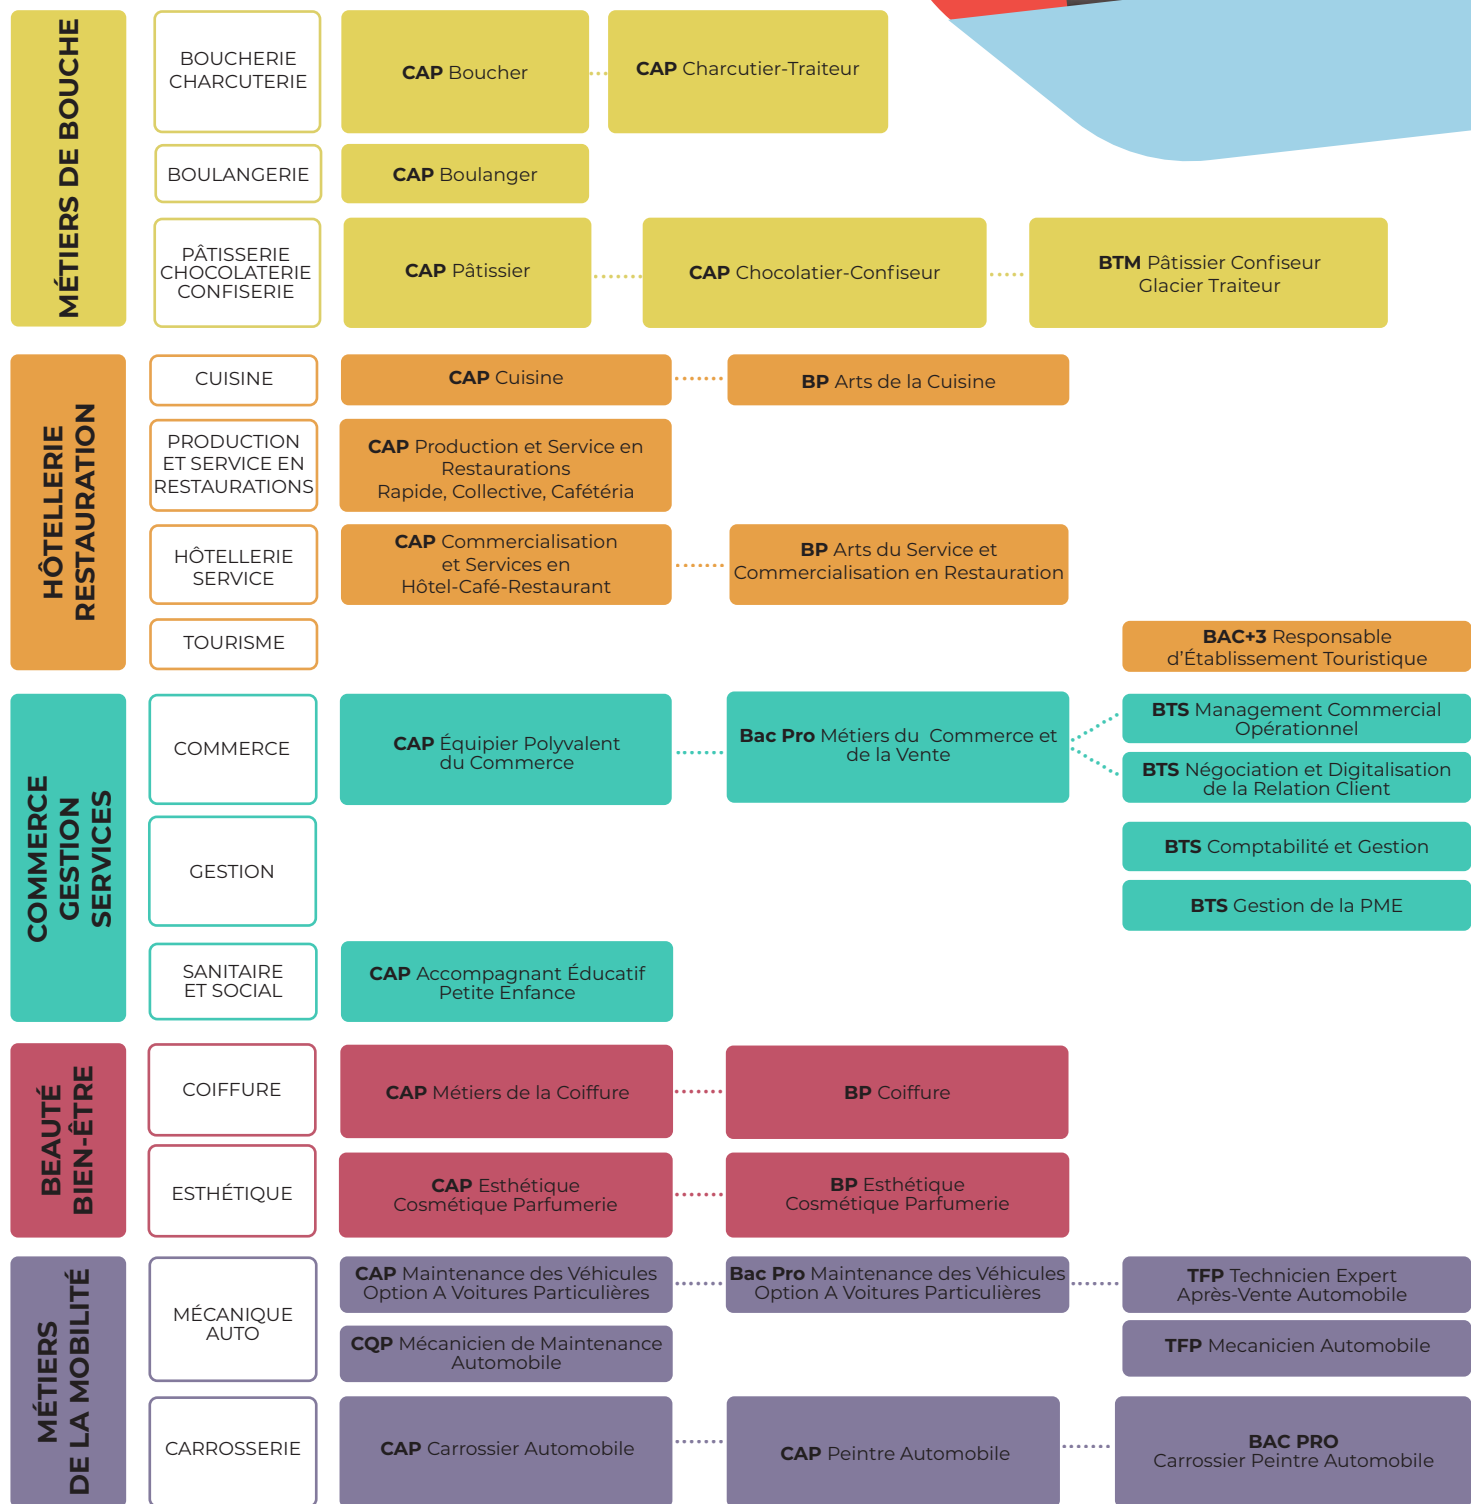 MÉTIERS DE BOUCHE
BOUCHERIE
CHARCUTERIE
CAP Boucher
CAP Charcutier-Traiteur
BOULANGERIE
CAP Boulanger
PÂTISSERIE
CHOCOLATERIE
CONFISERIE
CAP Pâtissier
CAP Chocolatier-Confiseur
BTM Pâtissier Confiseur
Glacier Traiteur
HÔTELLERIE
RESTAURATION
CUISINE
CAP Cuisine
BP Arts de la Cuisine
PRODUCTION
ET SERVICE EN
RESTAURATIONS
CAP Production et Service en
Restaurations
Rapide, Collective, Cafétéria
HÔTELLERIE
SERVICE
CAP Commercialisation
et Services en
Hôtel-Café-Restaurant
BP Arts du Service et
Commercialisation en Restauration
TOURISME
BAC+3 Responsable
d’Établissement Touristique
COMMERCE
GESTION
SERVICES
COMMERCE
CAP Équipier Polyvalent
du Commerce
Bac Pro Métiers du Commerce et
de la Vente
BTS Management Commercial
Opérationnel
BTS Négociation et Digitalisation
de la Relation Client
GESTION
BTS Comptabilité et Gestion
BTS Gestion de la PME
SANITAIRE
ET SOCIAL
CAP Accompagnant Éducatif
Petite Enfance
BEAUTÉ
BIEN-ÊTRE
COIFFURE
CAP Métiers de la Coiffure
BP Coiffure
ESTHÉTIQUE
CAP Esthétique
Cosmétique Parfumerie
BP Esthétique
Cosmétique Parfumerie
MÉTIERS
DE LA MOBILITÉ
MÉCANIQUE
AUTO
CAP Maintenance des Véhicules
Option A Voitures Particulières
Bac Pro Maintenance des Véhicules
Option A Voitures Particulières
TFP Technicien Expert
Après-Vente Automobile
CQP Mécanicien de Maintenance
Automobile
TFP Mecanicien Automobile
CARROSSERIE
CAP Carrossier Automobile
CAP Peintre Automobile
BAC PRO
Carrossier Peintre Automobile